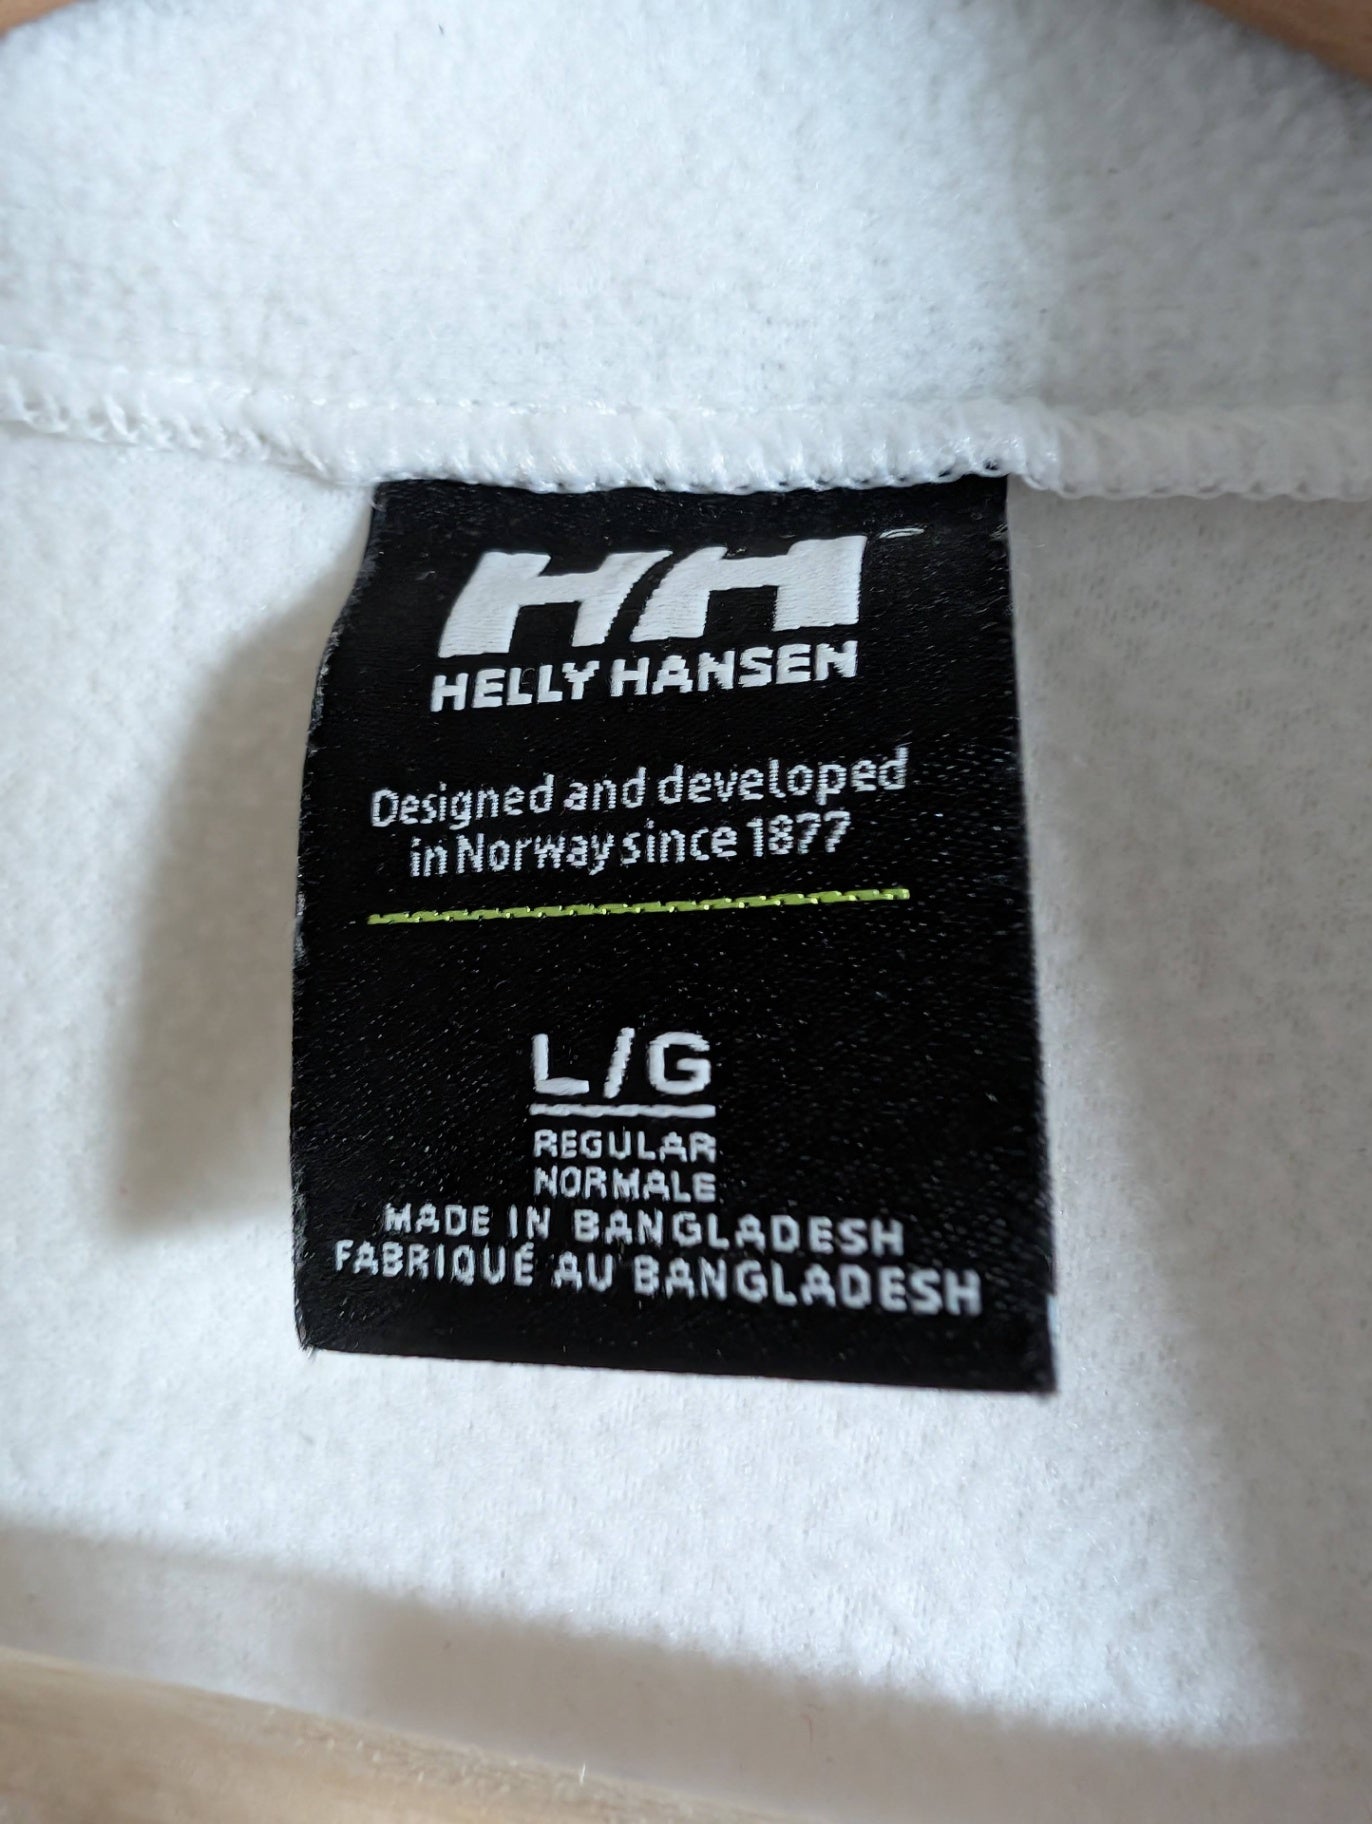 HH
HELLY HANSEN
Designed and developed
in Norway since 1877
L/G
REGULAR
NORMALE
MADE IN BANGLADESH
FABRIQUÉ AU BANGLADESH